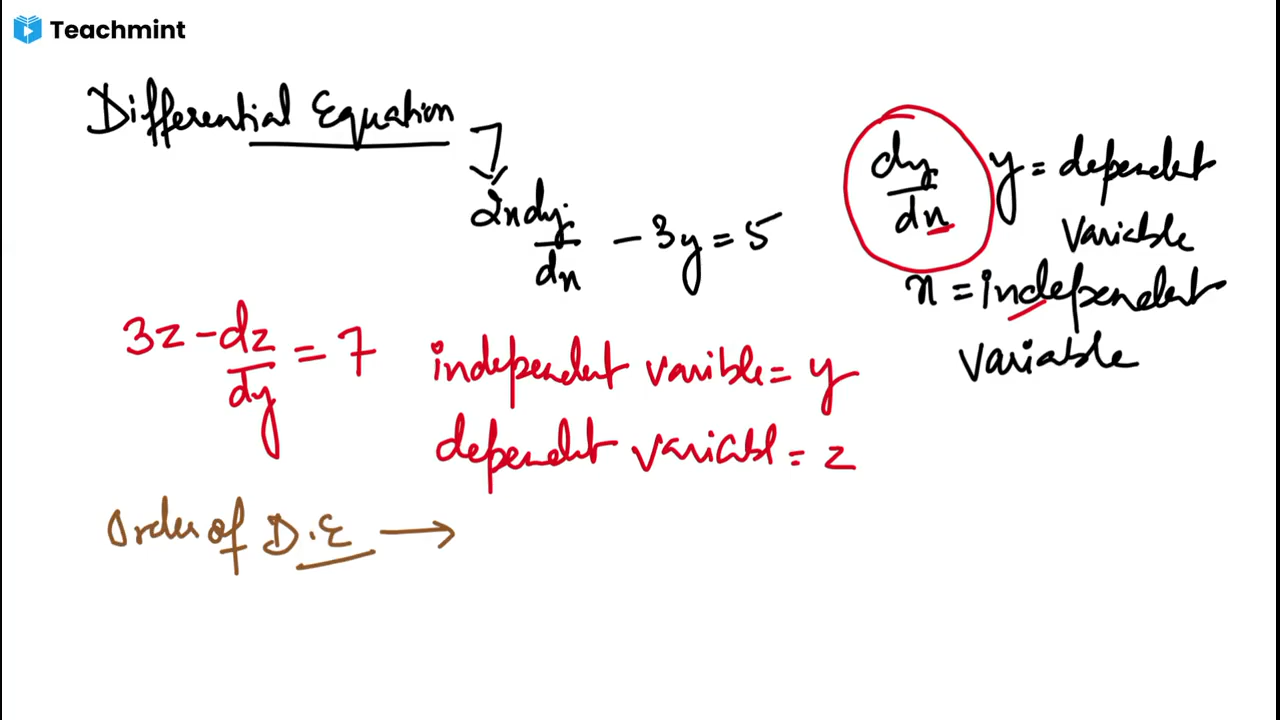 Teachmint
Differential Equation
2x dy/dx - 3y = 5
dy/dx y = dependent
variable
x = independent
variable
3z - dz/dy = 7
independent varible = y
dependent variabl = z
Order of D.E →